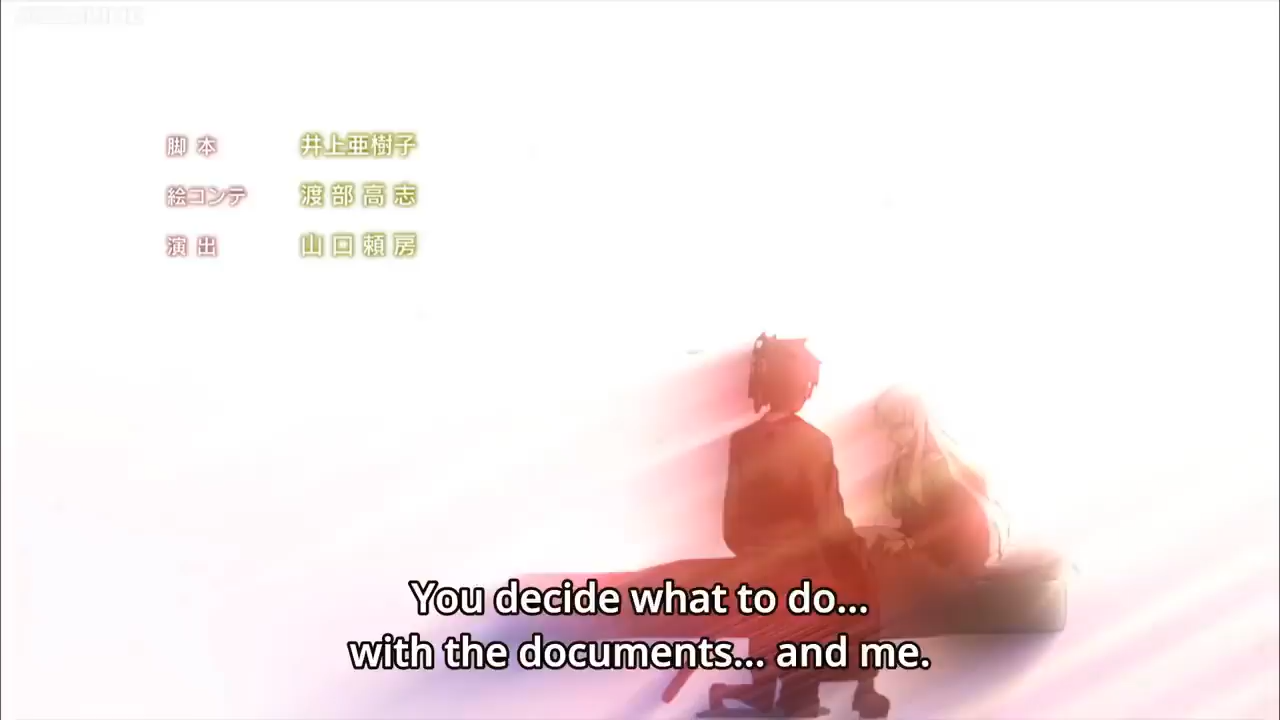 脚本 井上亜樹子
絵コンテ 渡部高志
演出 山口頼房
You decide what to do...
with the documents... and me.